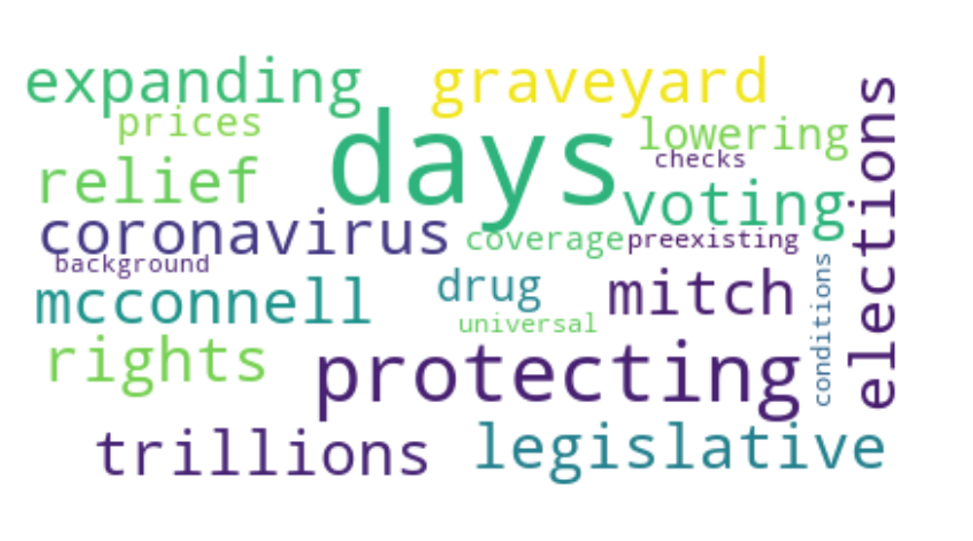 expanding
graveyard
prices
days
lowering
checks
elections
relief
voting
coronavirus
coverage
preexisting
background
mcconnell
drug
mitch
conditions
universal
rights
protecting
trillions
legislative